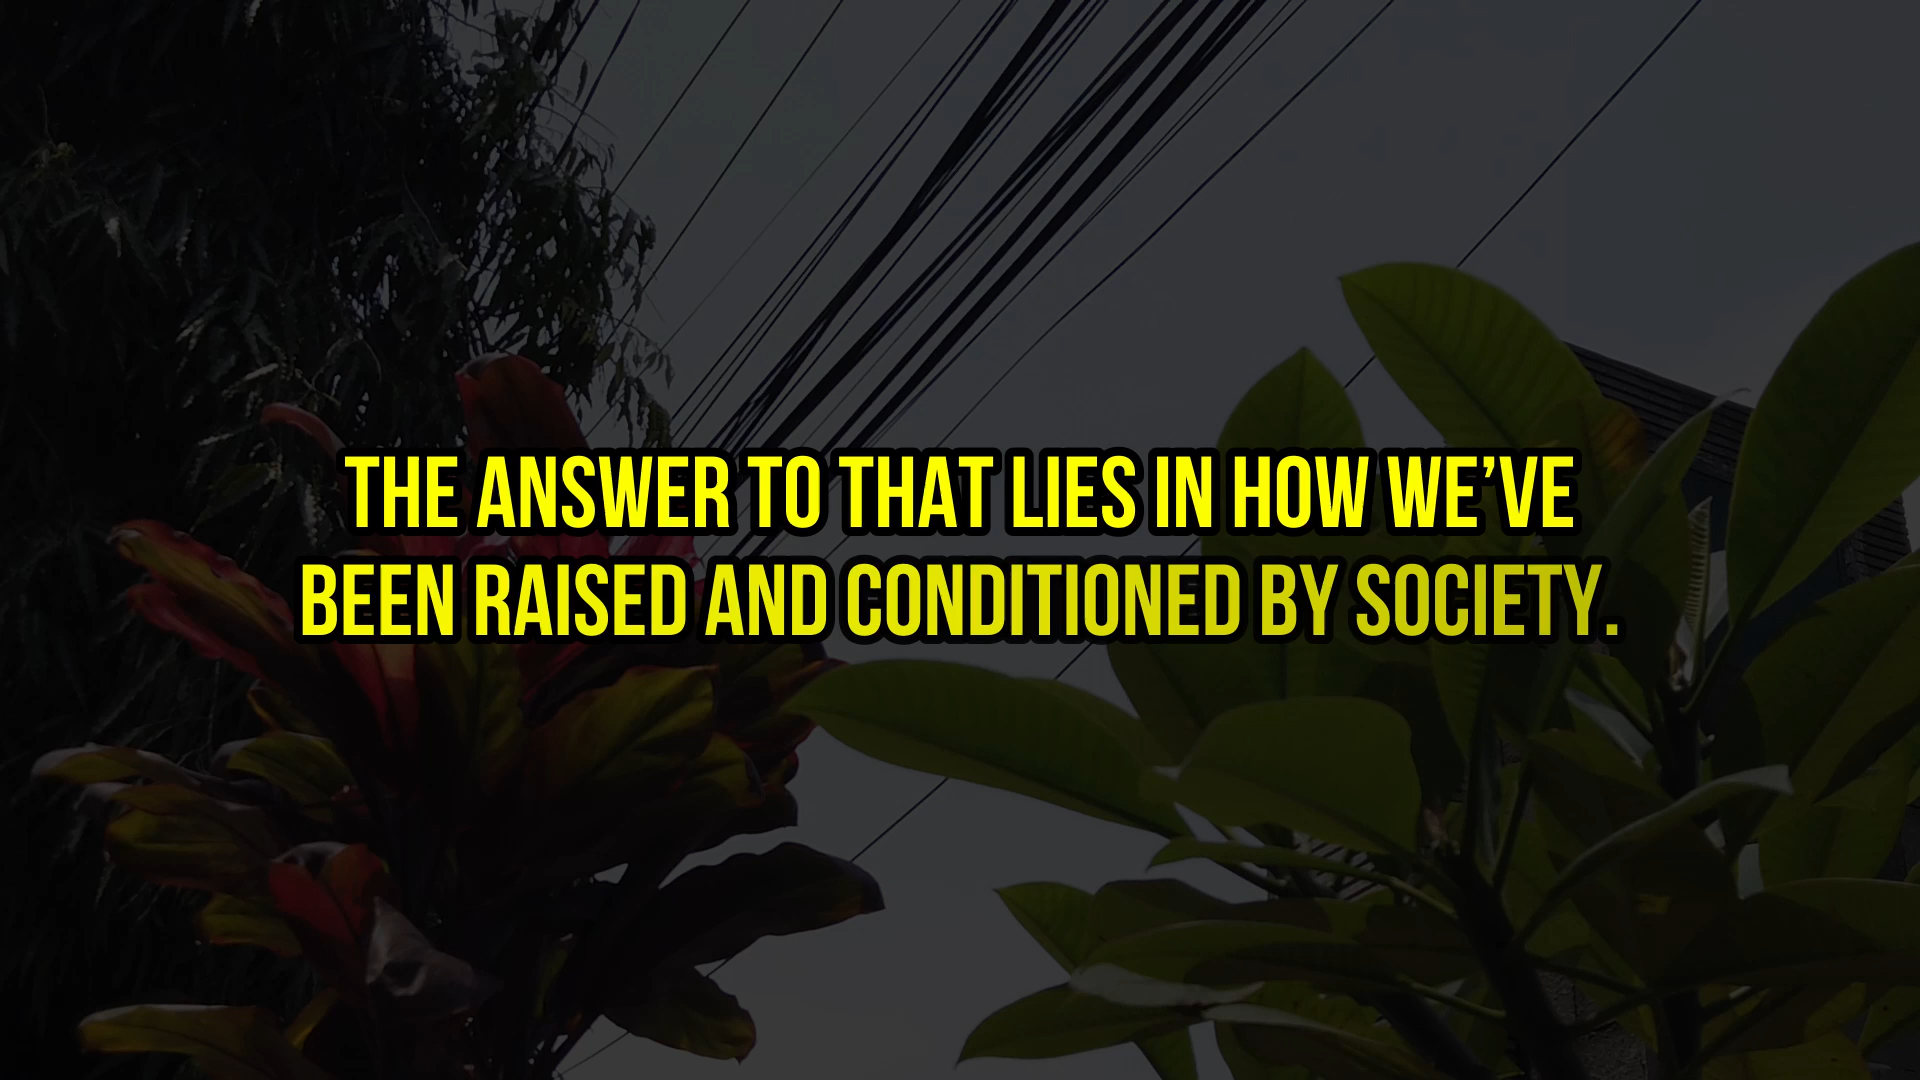 THE ANSWER TO THAT LIES IN HOW WE’VE
BEEN RAISED AND CONDITIONED BY SOCIETY.